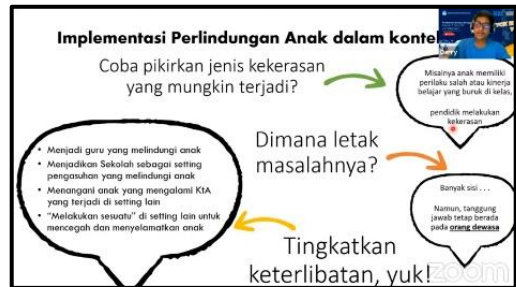 Implementasi Perlindungan Anak dalam konte
Coba pikirkan jenis kekerasan
yang mungkin terjadi?
Misalnya anak memiliki
perilaku salah atau kinerja
belajar yang buruk di kelas,
pendidik melakukan
kekerasan
Dimana letak
masalahnya?
Banyak sisi . . .
Namun, tanggung
jawab tetap berada
pada orang dewasa
• Menjadi guru yang melindungi anak
• Menjadikan Sekolah sebagai setting
pengasuhan yang melindungi anak
• Menangani anak yang mengalami KtA
yang terjadi di setting lain
• "Melakukan sesuatu" di setting lain untuk
mencegah dan menyelamatkan anak
Tingkatkan
keterlibatan, yuk!
zoom